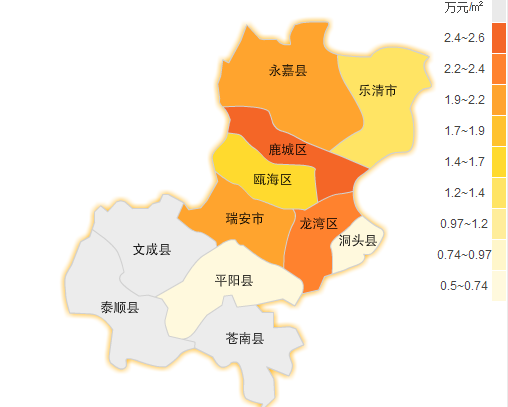 万元/㎡
2.4~2.6
2.2~2.4
1.9~2.2
1.7~1.9
1.4~1.7
1.2~1.4
0.97~1.2
0.74~0.97
0.5~0.74
永嘉县
乐清市
鹿城区
瓯海区
瑞安市
龙湾区
洞头县
文成县
平阳县
泰顺县
苍南县